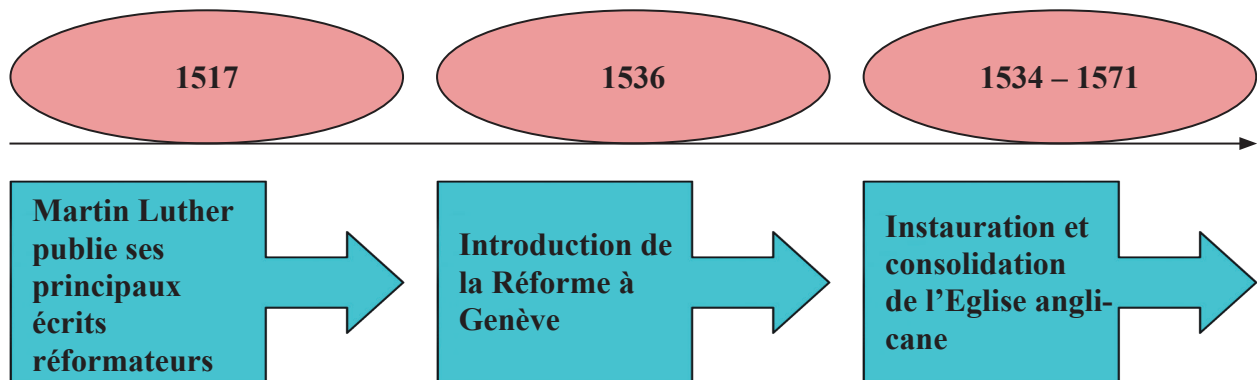 1517
1536
1534 – 1571
Martin Luther
publie ses
principaux
écrits
réformateurs
Introduction de
la Réforme à
Genève
Instauration et
consolidation
de l’Eglise angli-
cane